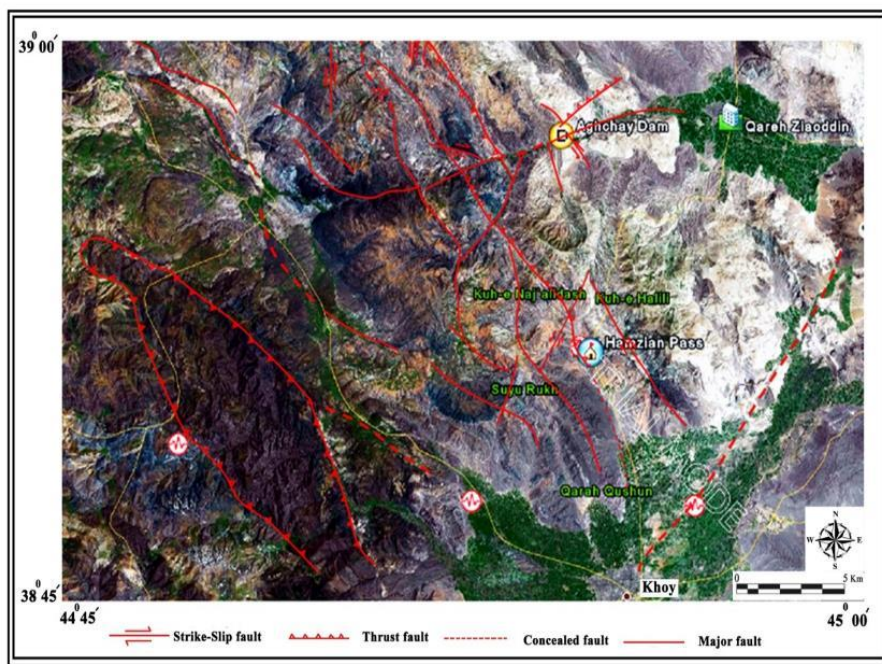 39° 00'
Aghchay Dam
Qareh Ziaoddin
Kuh-e Halili
Hamzian Pass
Suyu Rukh
Qarah Qushun
N
W E
S
Khoy
0 5 Km
38° 45'
44° 45' 45° 00'
Strike-Slip fault Thrust fault Concealed fault Major fault